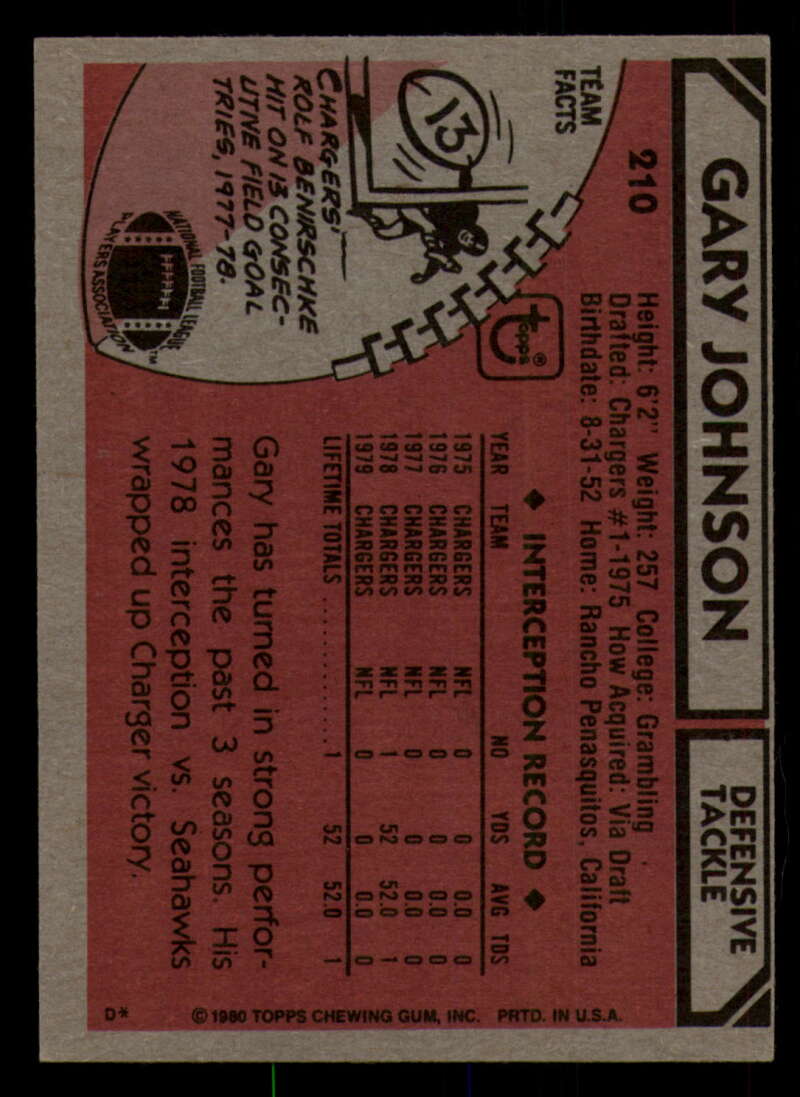 GARY JOHNSON
DEFENSIVE
TACKLE
210
Height: 6'2" Weight: 257 College: Grambling
Drafted: Chargers #1-1975 How Acquired: Via Draft
Birthdate: 8-31-52 Home: Rancho Penasquitos, California
TEAM
FACTS
13
CHARGERS'
ROLF BENIRSCHKE
HIT ON 13 CONSEC-
UTIVE FIELD GOAL
TRIES, 1977-78.
NATIONAL FOOTBALL LEAGUE
PLAYERS ASSOCIATION
TM
topps®
◆ INTERCEPTION RECORD ◆
YEAR TEAM NO YDS AVG TDS
1975 CHARGERS NFL 0 0 0.0 0
1976 CHARGERS NFL 0 0 0.0 0
1977 CHARGERS NFL 0 0 0.0 0
1978 CHARGERS NFL 1 52 52.0 1
1979 CHARGERS NFL 0 0 0.0 0
LIFETIME TOTALS ............ 1 52 52.0 1
Gary has turned in strong perfor-
mances the past 3 seasons. His
1978 interception vs. Seahawks
wrapped up Charger victory.
D* © 1980 TOPPS CHEWING GUM, INC. PRTD. IN U.S.A.